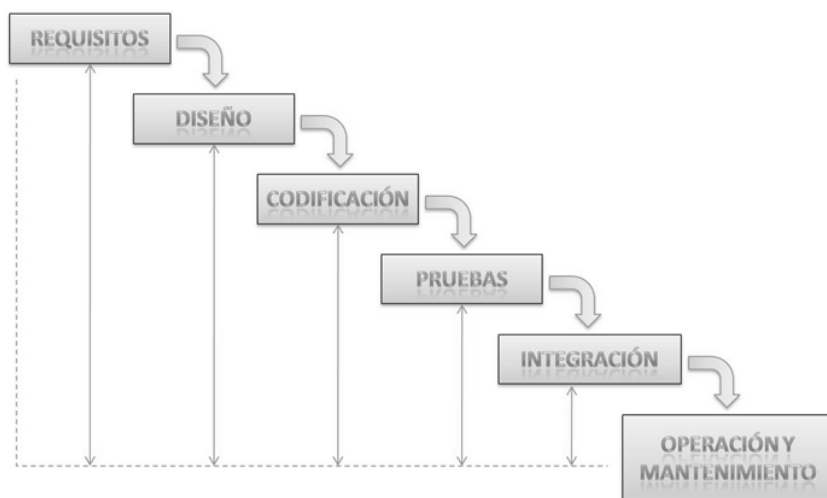 REQUISITOS
DISEÑO
CODIFICACIÓN
PRUEBAS
INTEGRACIÓN
OPERACIÓN Y
MANTENIMIENTO